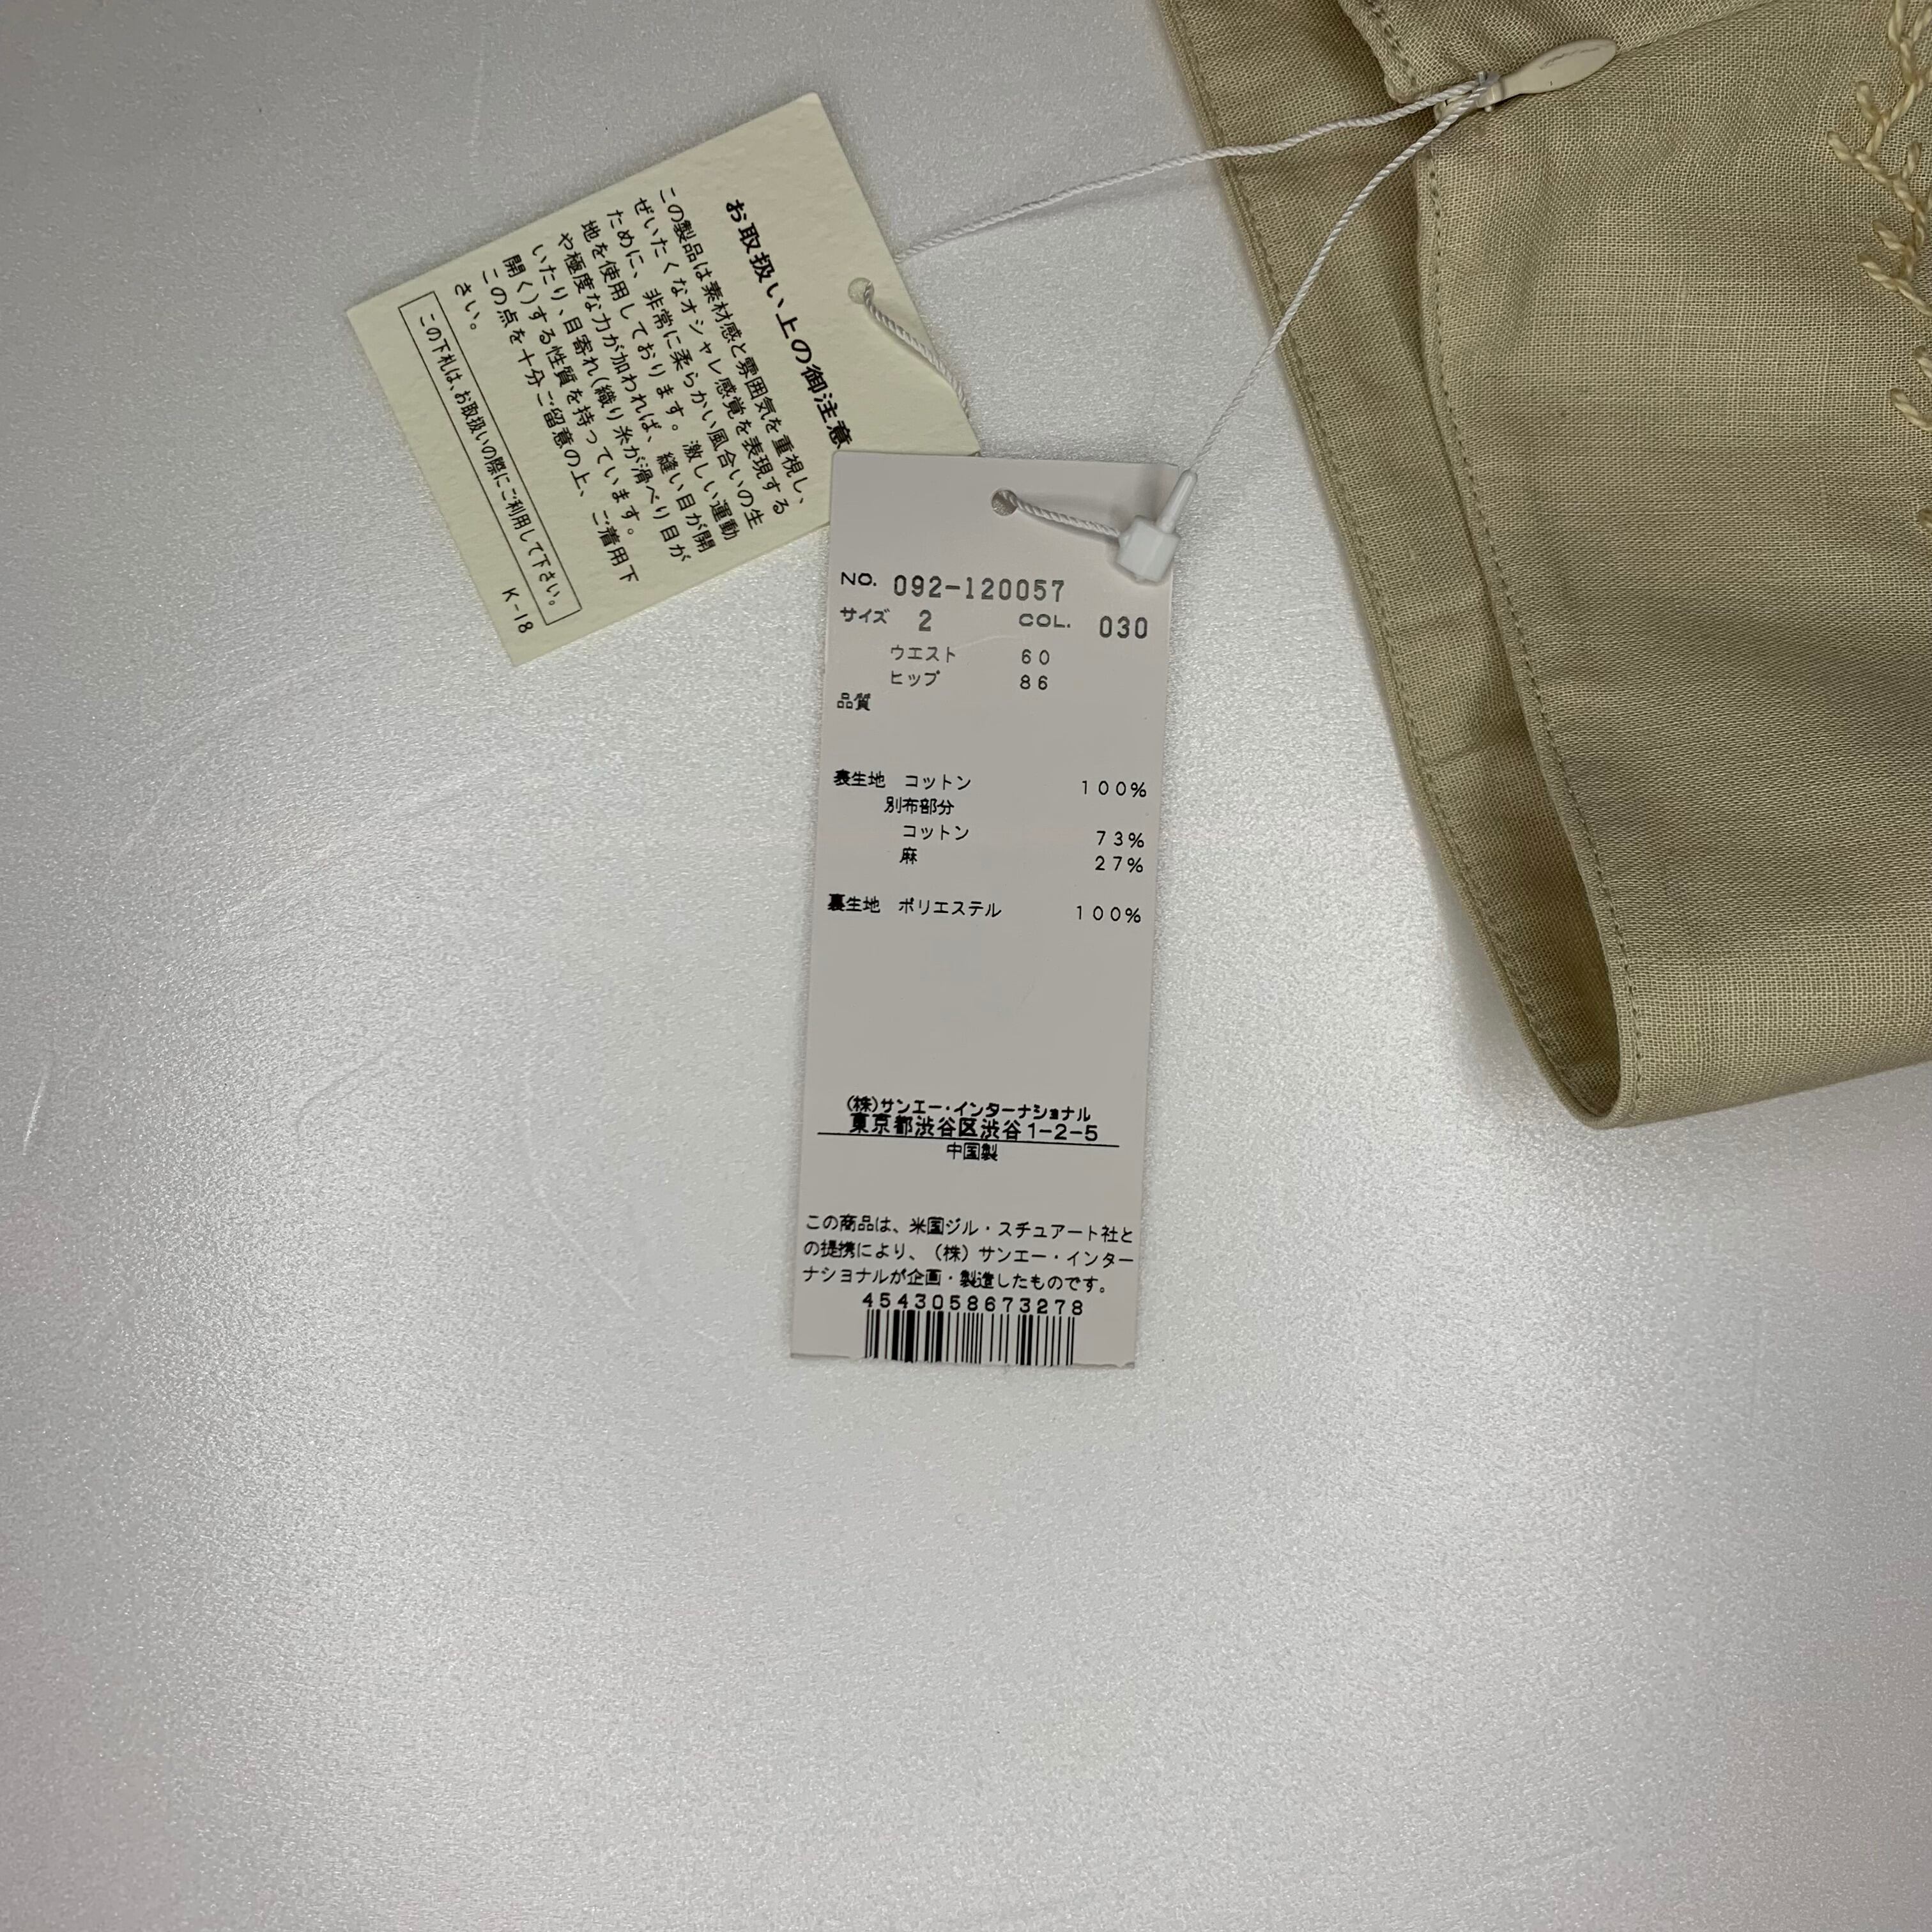 お取扱い上の御注意
この製品は素材感と雰囲気を重視し、
ぜいたくなオシャレ感覚を表現する
ために、非常に柔らかい風合いの生
地を使用しております。激しい運動
や極度な力が加われば、縫い目が開
いたり、目寄れ(織り糸が滑べり目が
開く)する性質を持っています。
この点を十分ご留意の上、ご着用下
さい。
この下札は、お取扱いの際にご利用して下さい。
K-18
NO. 092-120057
サイズ 2 COL. 030
ウエスト 60
ヒップ 86
品質
表生地 コットン 100%
別布部分
コットン 73%
麻 27%
裏生地 ポリエステル 100%
(株)サンエー・インターナショナル
東京都渋谷区渋谷1-2-5
中国製
この商品は、米国ジル・スチュアート社と
の提携により、(株)サンエー・インター
ナショナルが企画・製造したものです。
4543058673278